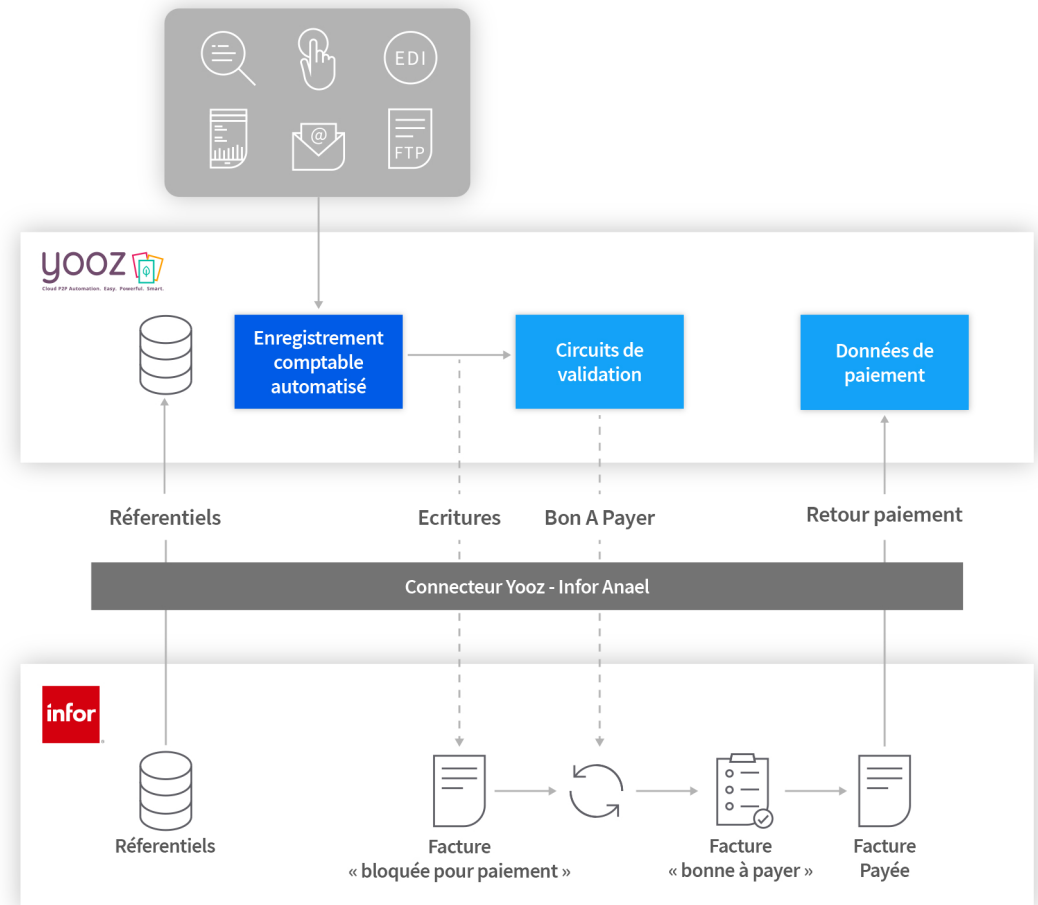 EDI
@
FTP
yooz
Cloud P2P Automation. Easy. Powerful. Smart.
Enregistrement
comptable
automatisé
Circuits de
validation
Données de
paiement
Réferentiels
Ecritures
Bon A Payer
Retour paiement
Connecteur Yooz - Infor Anael
infor
Réferentiels
Facture
« bloquée pour paiement »
Facture
« bonne à payer »
Facture
Payée